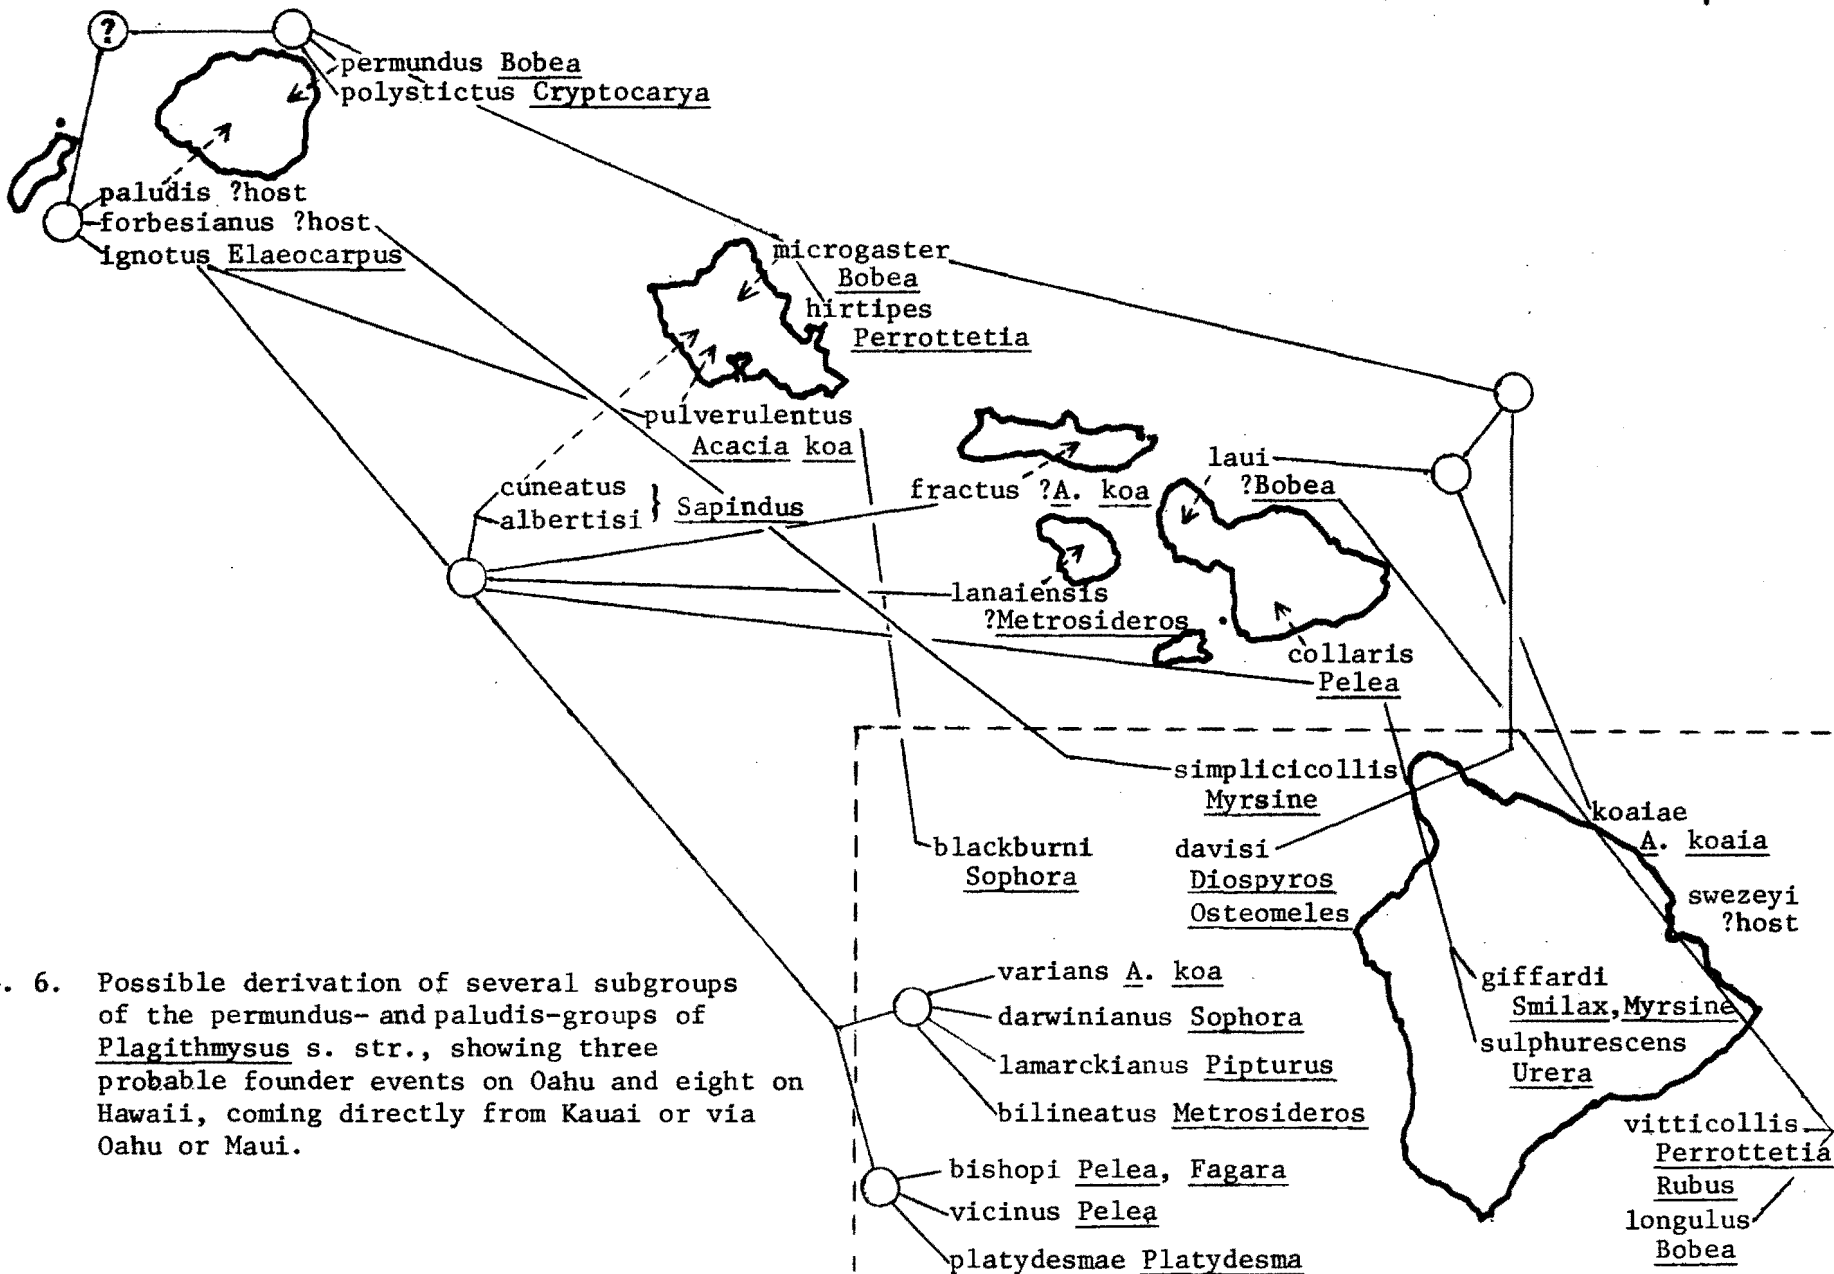 ?
permundus Bobea
polystictus Cryptocarya
paludis ?host
forbesianus ?host
ignotus Elaeocarpus
microgaster
Bobea
hirtipes
Perrottetia
pulverulentus
Acacia koa
cuneatus
albertisi } Sapindus
fractus ?A. koa
laui
?Bobea
lanaiensis
?Metrosideros
collaris
Pelea
simplicicollis
Myrsine
blackburni
Sophora
davisi
Diospyros
Osteomeles
koaiae
A. koaia
swezeyi
?host
varians A. koa
darwinianus Sophora
lamarckianus Pipturus
bilineatus Metrosideros
giffardi
Smilax,Myrsine
sulphurescens
Urera
vitticollis
Perrottetia
Rubus
longulus
Bobea
bishopi Pelea, Fagara
vicinus Pelea
platydesmae Platydesma
. 6. Possible derivation of several subgroups
of the permundus- and paludis-groups of
Plagithmysus s. str., showing three
probable founder events on Oahu and eight on
Hawaii, coming directly from Kauai or via
Oahu or Maui.